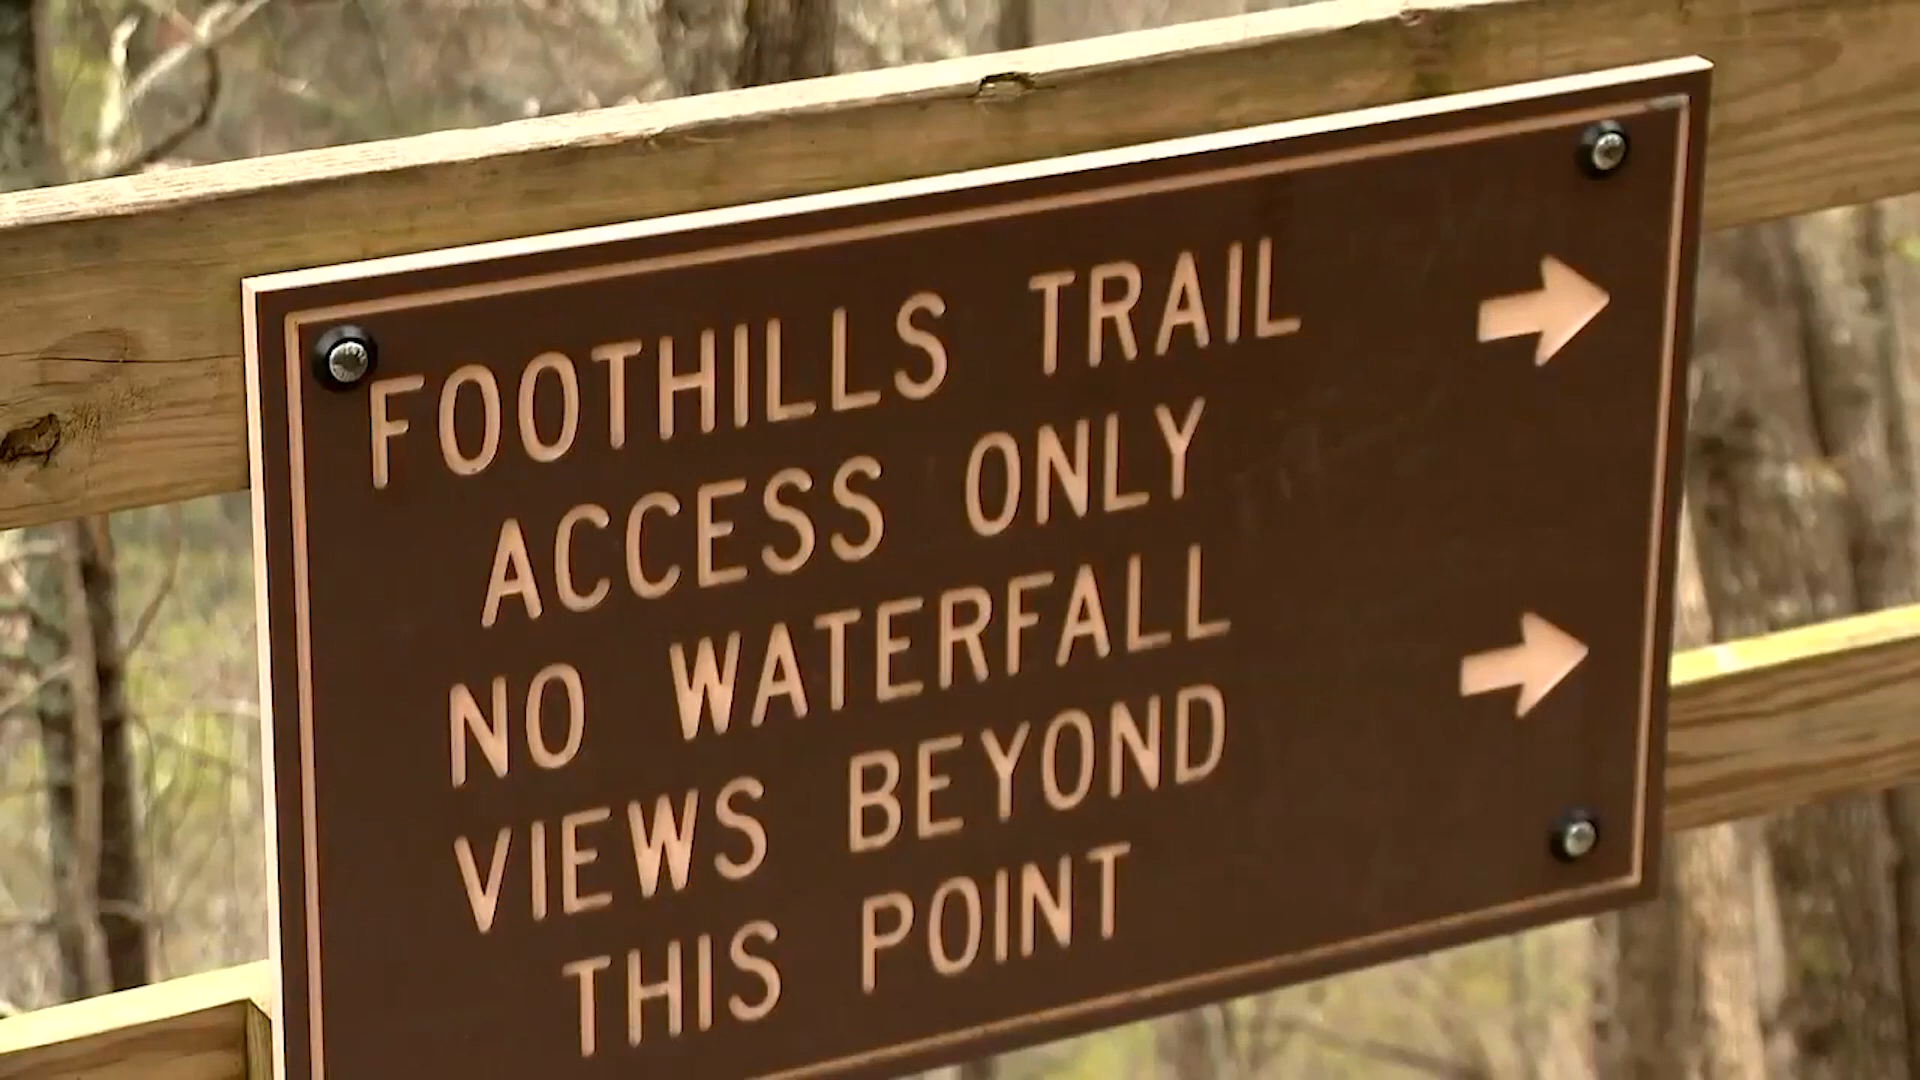 FOOTHILLS TRAIL
ACCESS ONLY
NO WATERFALL
VIEWS BEYOND
THIS POINT